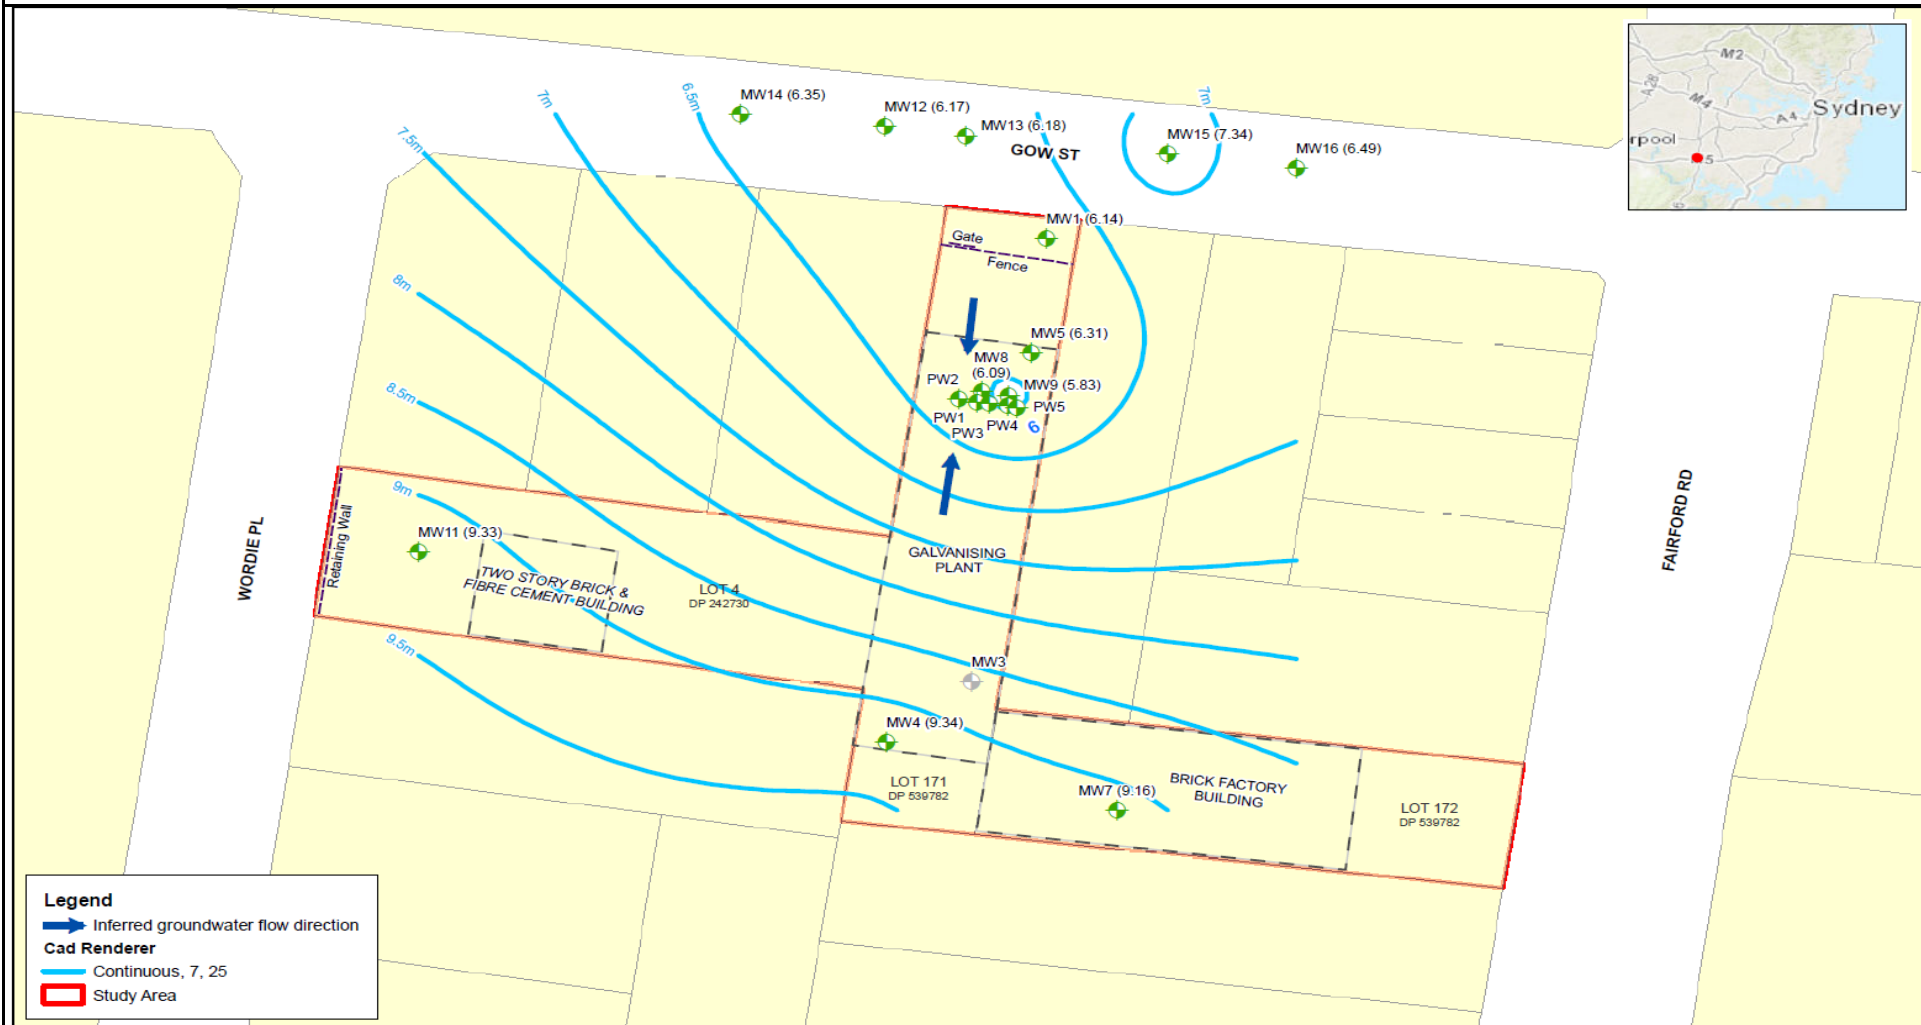 M2
A28
M4
A4
Sydney
rpool
5
MW14 (6.35)
MW12 (6.17)
MW13 (6.18)
GOW ST
7m
MW15 (7.34)
MW16 (6.49)
6.5m
7m
7.5m
MW1 (6.14)
Gate
Fence
8m
MW5 (6.31)
MW8
(6.09)
PW2
MW9 (5.83)
PW1
PW3
PW4
PW5
6
8.5m
9m
MW11 (9.33)
Retaining Wall
WORDIE PL
TWO STORY BRICK &
FIBRE CEMENT BUILDING
LOT 4
DP 242730
GALVANISING
PLANT
FAIRFORD RD
9.5m
MW3
MW4 (9.34)
LOT 171
DP 539782
MW7 (9.16)
BRICK FACTORY
BUILDING
LOT 172
DP 539782
Legend
Inferred groundwater flow direction
Cad Renderer
Continuous, 7, 25
Study Area